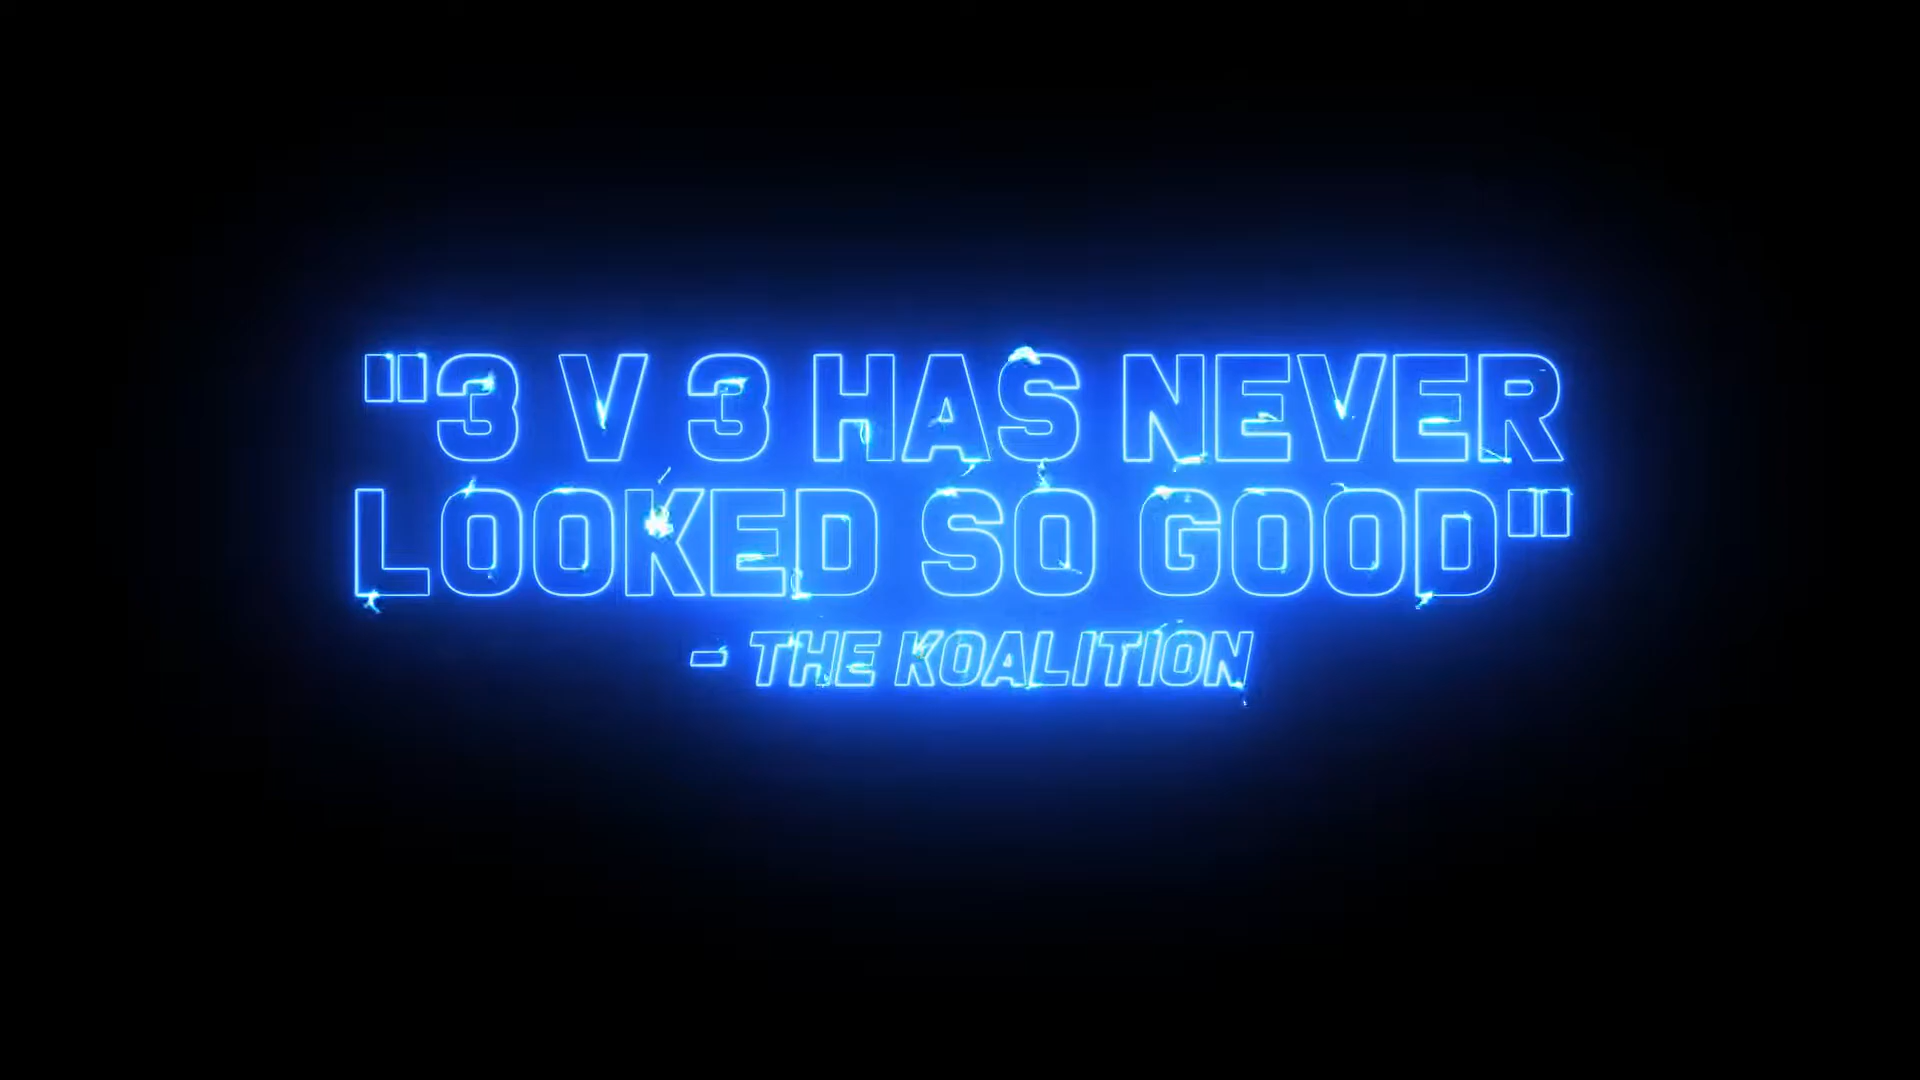 "3 V 3 HAS NEVER
LOOKED SO GOOD"
- THE KOALITION